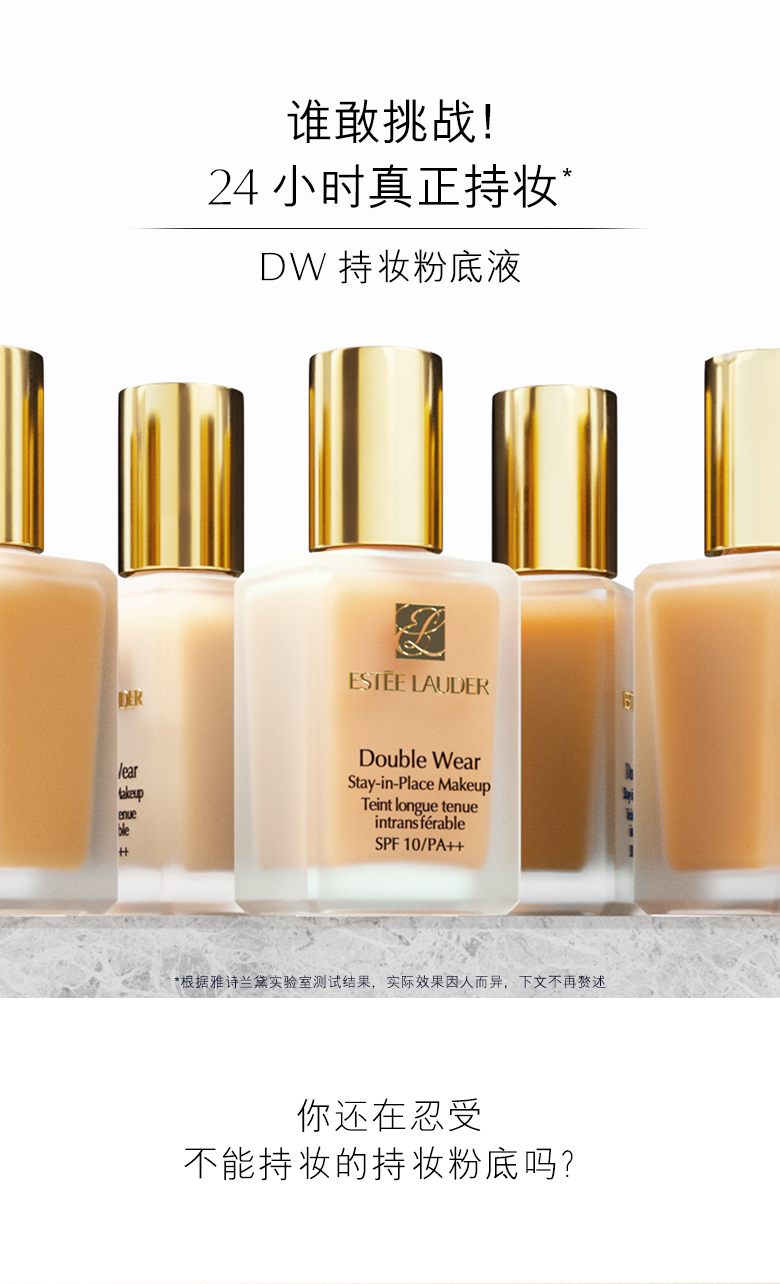 谁敢挑战！
24 小时真正持妆*
DW 持妆粉底液
ESTĒE LAUDER
Double Wear
Stay-in-Place Makeup
Teint longue tenue
intransférable
SPF 10/PA++
*根据雅诗兰黛实验室测试结果，实际效果因人而异，下文不再赘述
你还在忍受
不能持妆的持妆粉底吗？